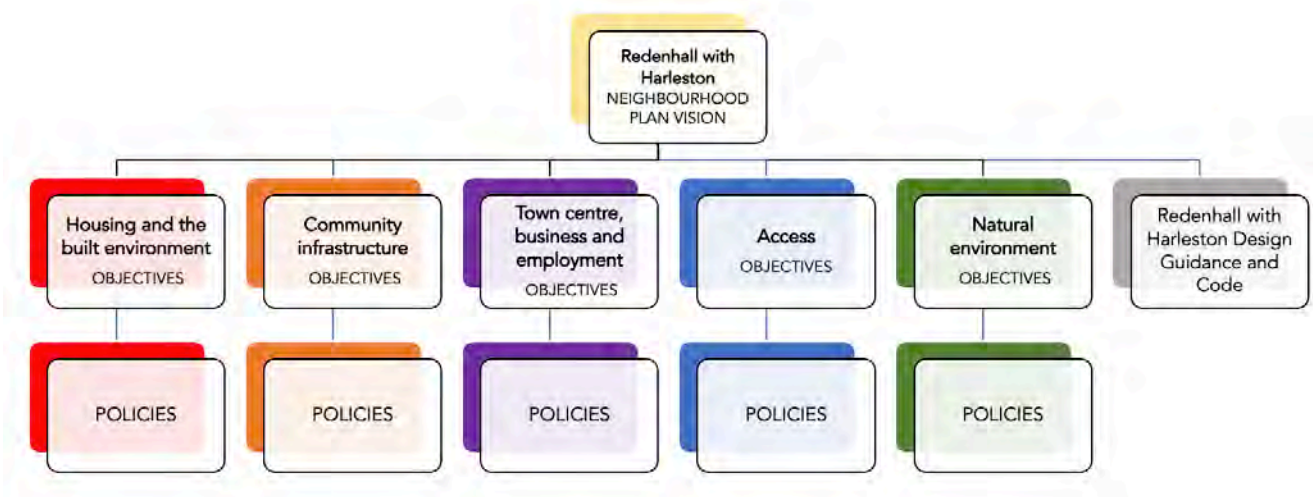 Redenhall with
Harleston
NEIGHBOURHOOD
PLAN VISION
Housing and the
built environment
OBJECTIVES
Community
infrastructure
OBJECTIVES
Town centre,
business and
employment
OBJECTIVES
Access
OBJECTIVES
Natural
environment
OBJECTIVES
Redenhall with
Harleston Design
Guidance and
Code
POLICIES
POLICIES
POLICIES
POLICIES
POLICIES